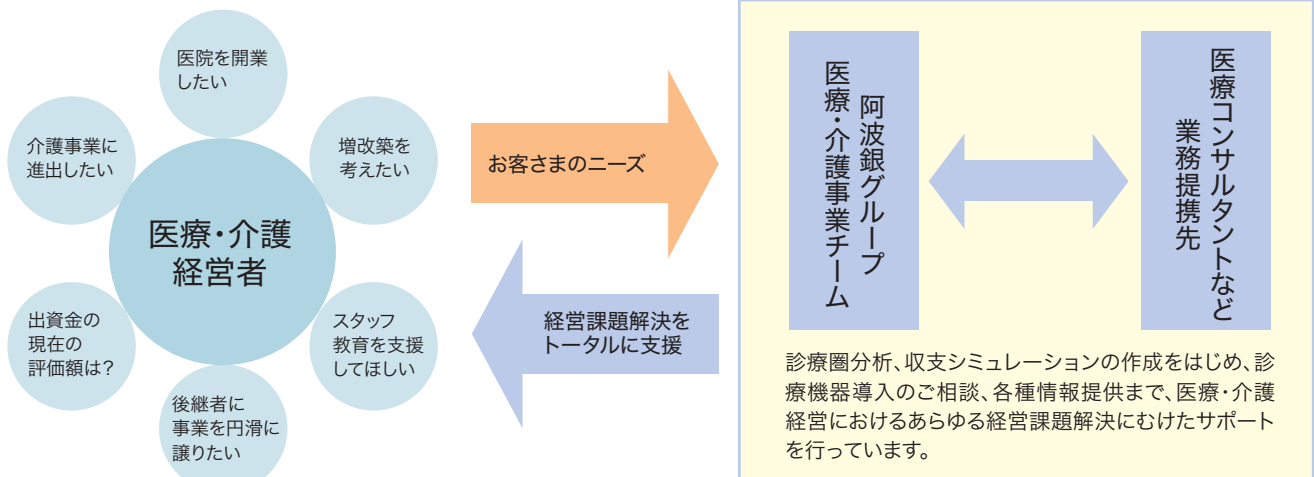 医院を開業
したい
介護事業に
進出したい
増改築を
考えたい
医療・介護
経営者
出資金の
現在の
評価額は?
スタッフ
教育を支援
してほしい
後継者に
事業を円滑に
譲りたい
お客さまのニーズ
経営課題解決を
トータルに支援
阿波銀グループ
医療・介護事業チーム
医療コンサルタントなど
業務提携先
診療圏分析、収支シミュレーションの作成をはじめ、診
療機器導入のご相談、各種情報提供まで、医療・介護
経営におけるあらゆる経営課題解決にむけたサポート
を行っています。